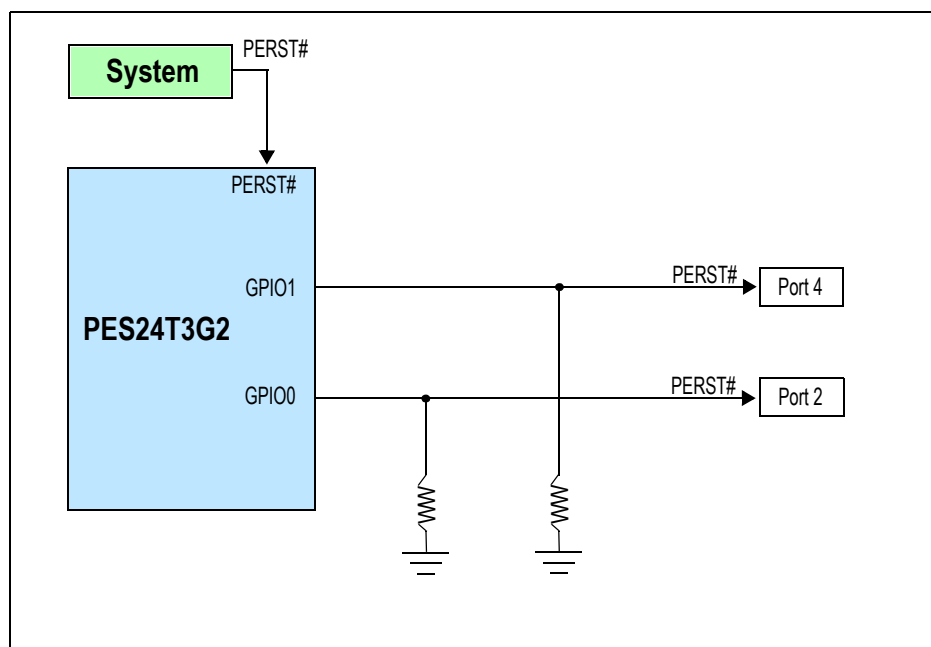 PERST#
System
PERST#
GPIO1
PERST#
Port 4
PES24T3G2
GPIO0
PERST#
Port 2